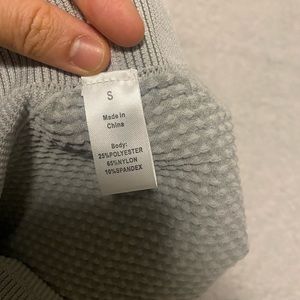 S
Made in
China
Body:
25%POLYESTER
65%NYLON
10%SPANDEX